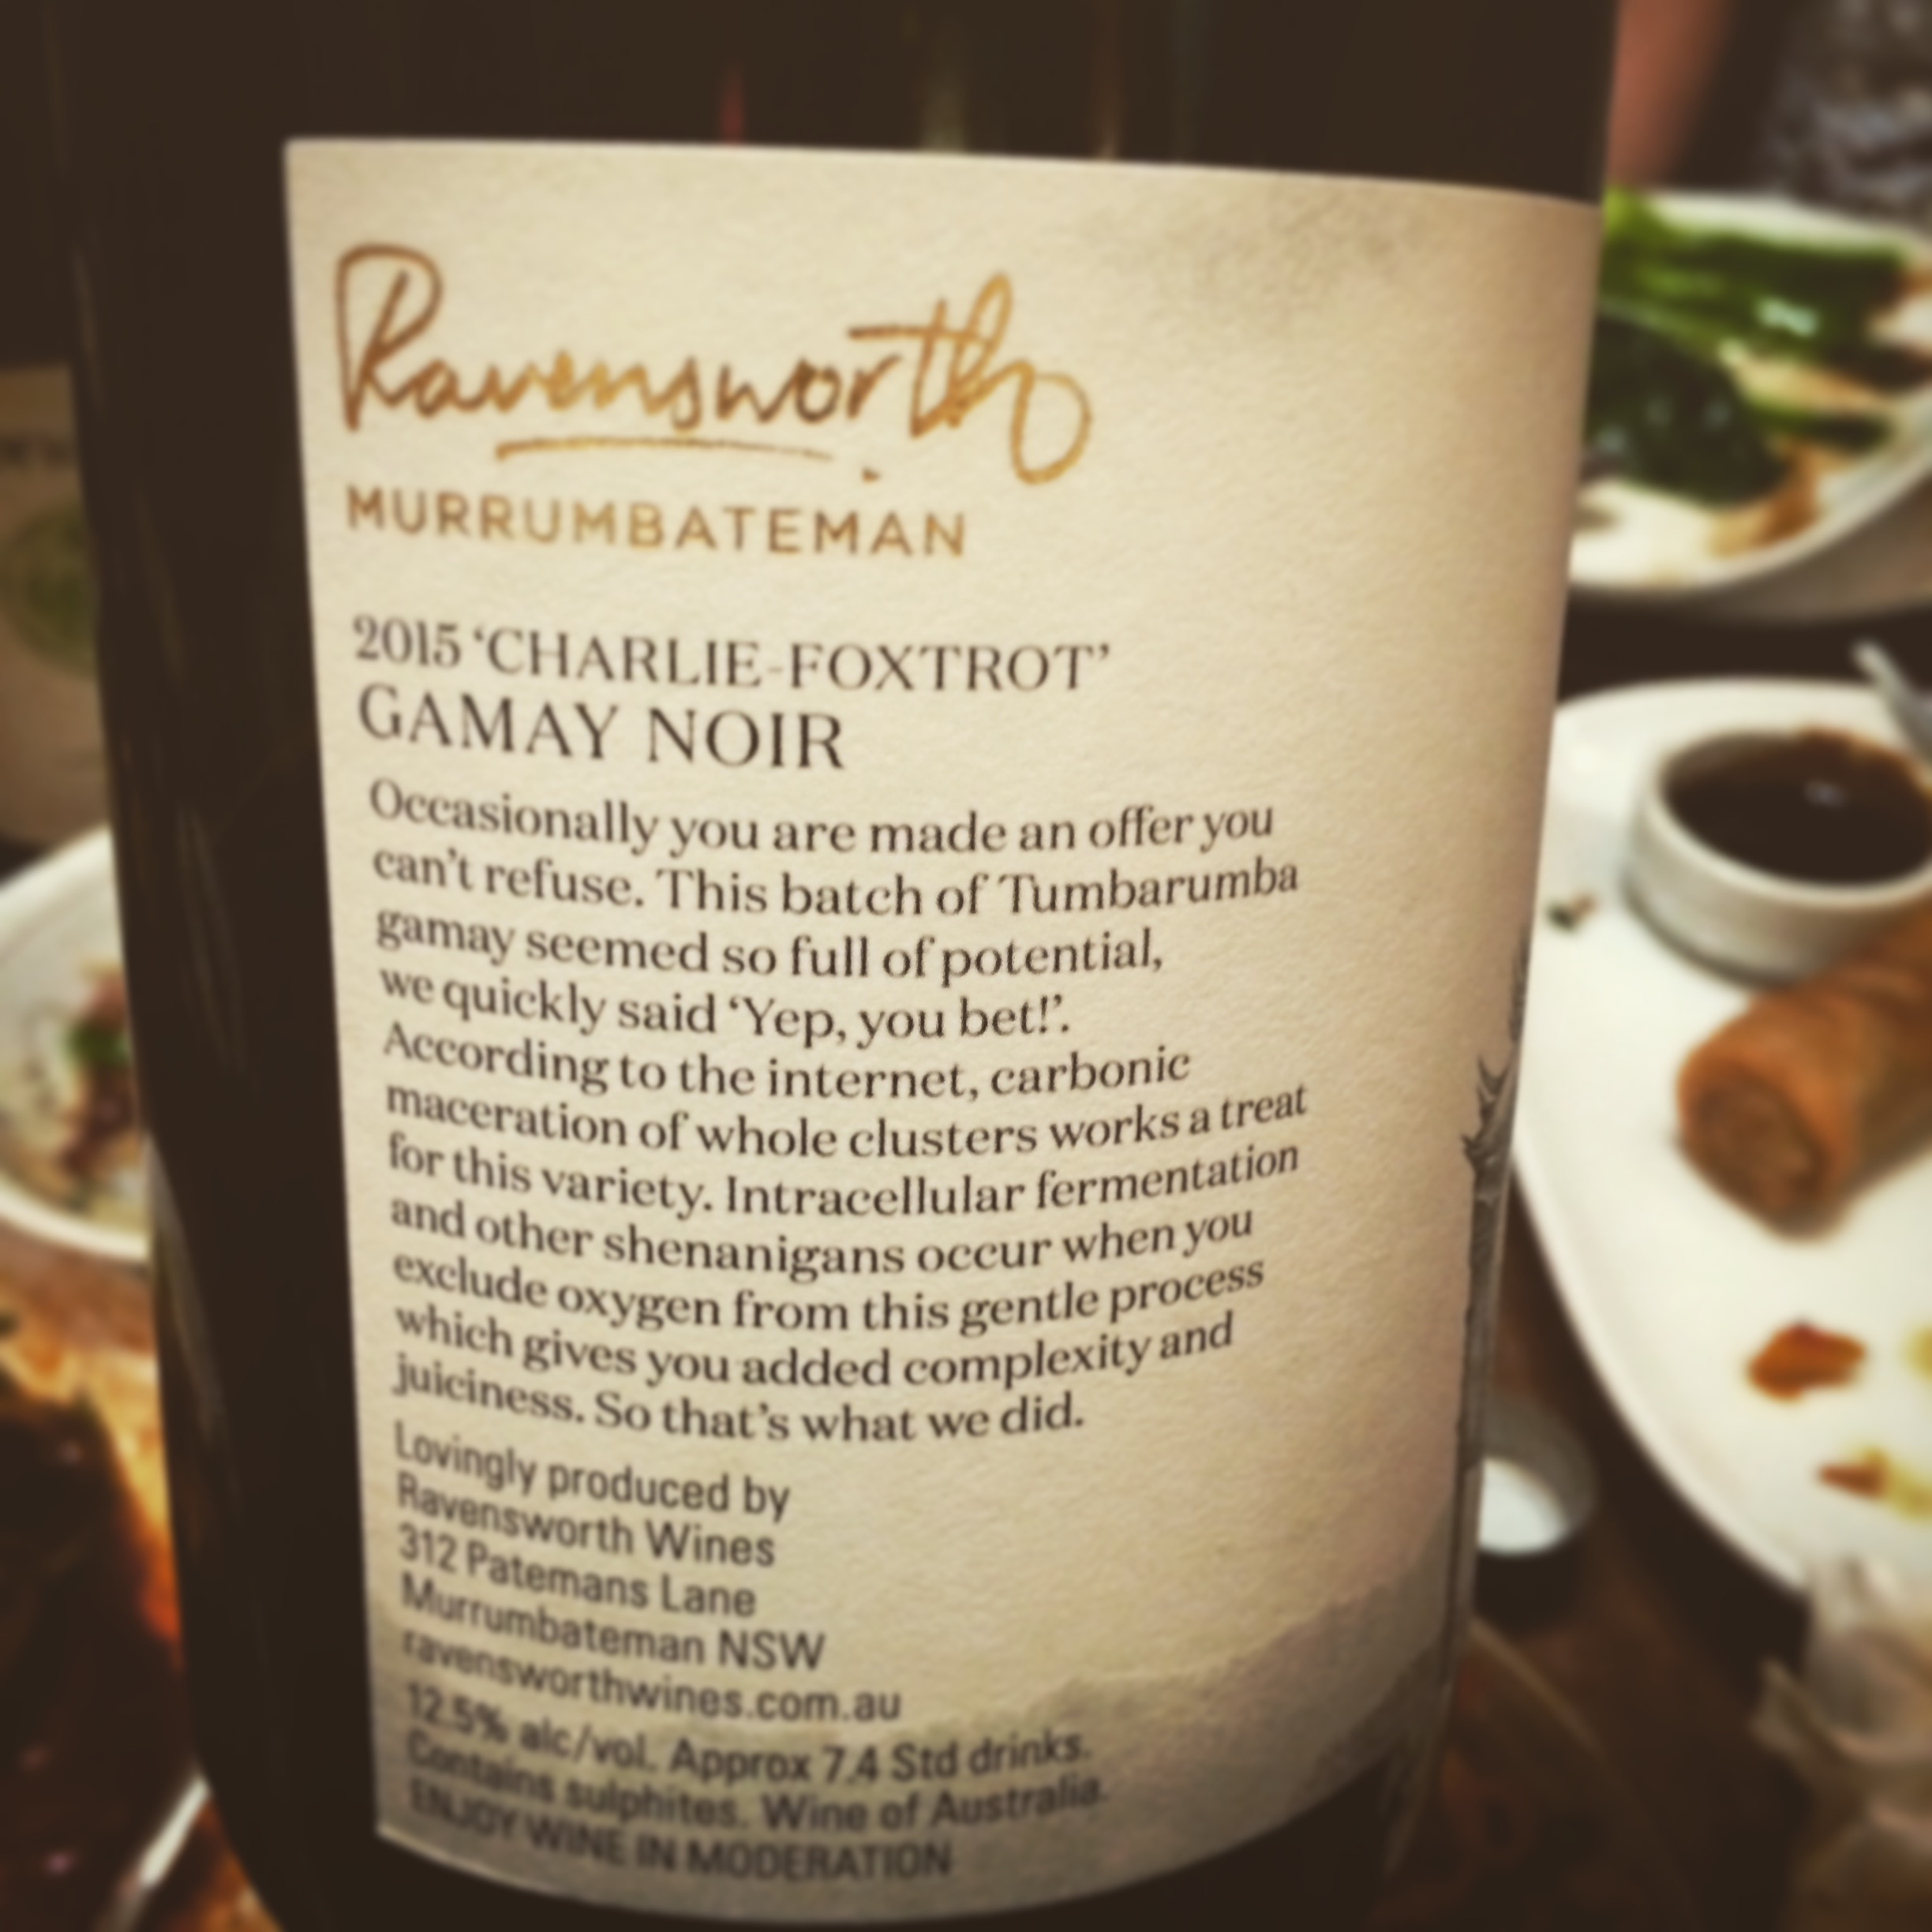 Ravensworth
MURRUMBATEMAN
2015 ‘CHARLIE-FOXTROT’
GAMAY NOIR
Occasionally you are made an offer you
can’t refuse. This batch of Tumbarumba
gamay seemed so full of potential,
we quickly said ‘Yep, you bet!’.
According to the internet, carbonic
maceration of whole clusters works a treat
for this variety. Intracellular fermentation
and other shenanigans occur when you
exclude oxygen from this gentle process
which gives you added complexity and
juiciness. So that’s what we did.
Lovingly produced by
Ravensworth Wines
312 Patemans Lane
Murrumbateman NSW
ravensworthwines.com.au
12.5% alc/vol. Approx 7.4 Std drinks.
Contains sulphites. Wine of Australia.
ENJOY WINE IN MODERATION